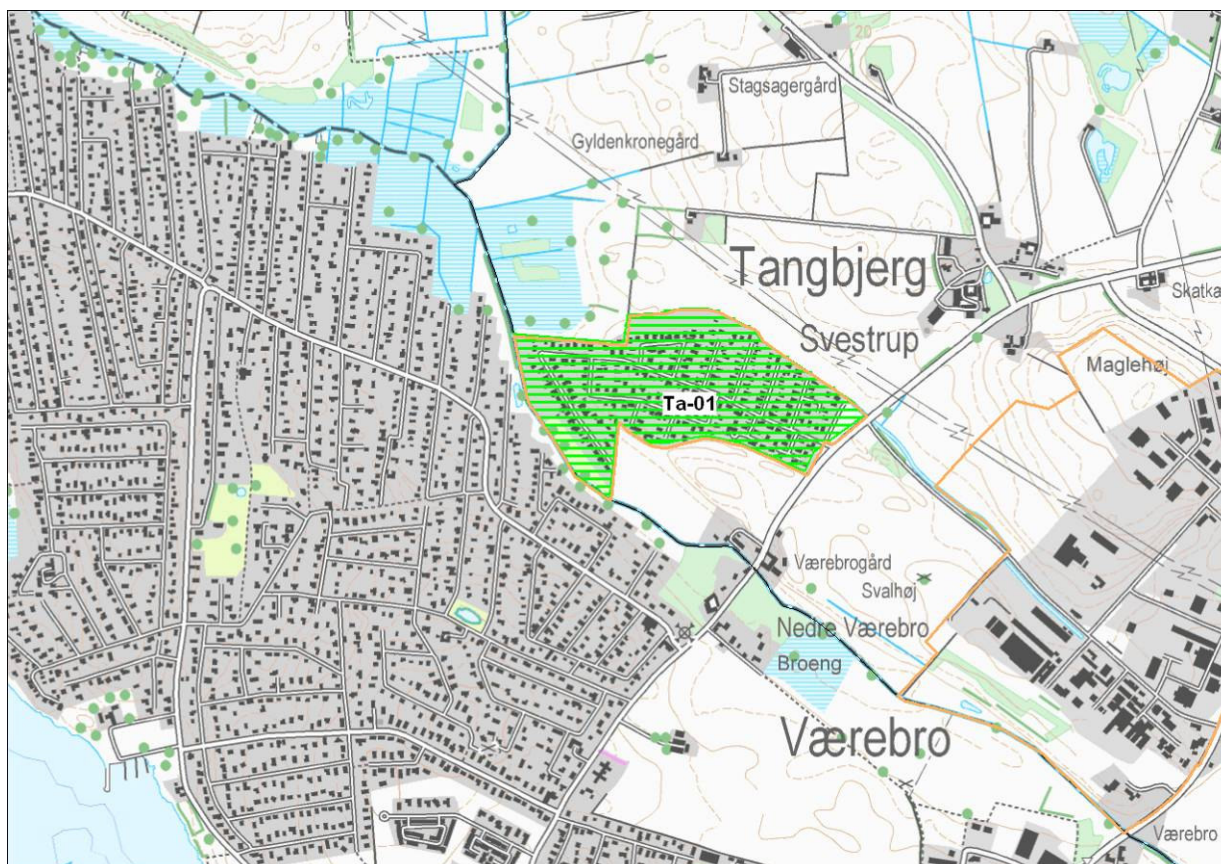 20
Stagsagergård
Gyldenkronegård
Tangbjerg
Svestrup
Skatka
Maglehøj
Ta-01
Værebrogård
Svalhøj
Nedre Værebro
Broeng
Værebro
Værebro